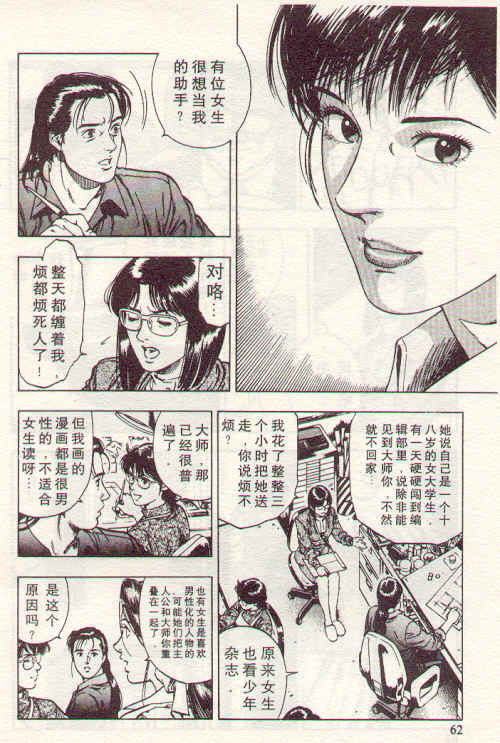 有位女生
很想当我
的助手？
对咯…
整天都缠着我，
烦都烦死人了！
她说自己是一个十
八岁的女大学生，
有一天硬硬闯到编
辑部里，说除非能
见到大师你，不然
就不回家…
我花了整整三
个小时把她送
走，你说烦不
烦？
大师，那
已经很普
遍了，
但我画的
漫画都是很男
性的，不适合
女生读呀…
原来女生
也看少年
杂志．
也有女生是喜欢
男性化的人物的
．可能她们把主
人公和大师你重
叠在一起了，
是这个
原因吗？
62